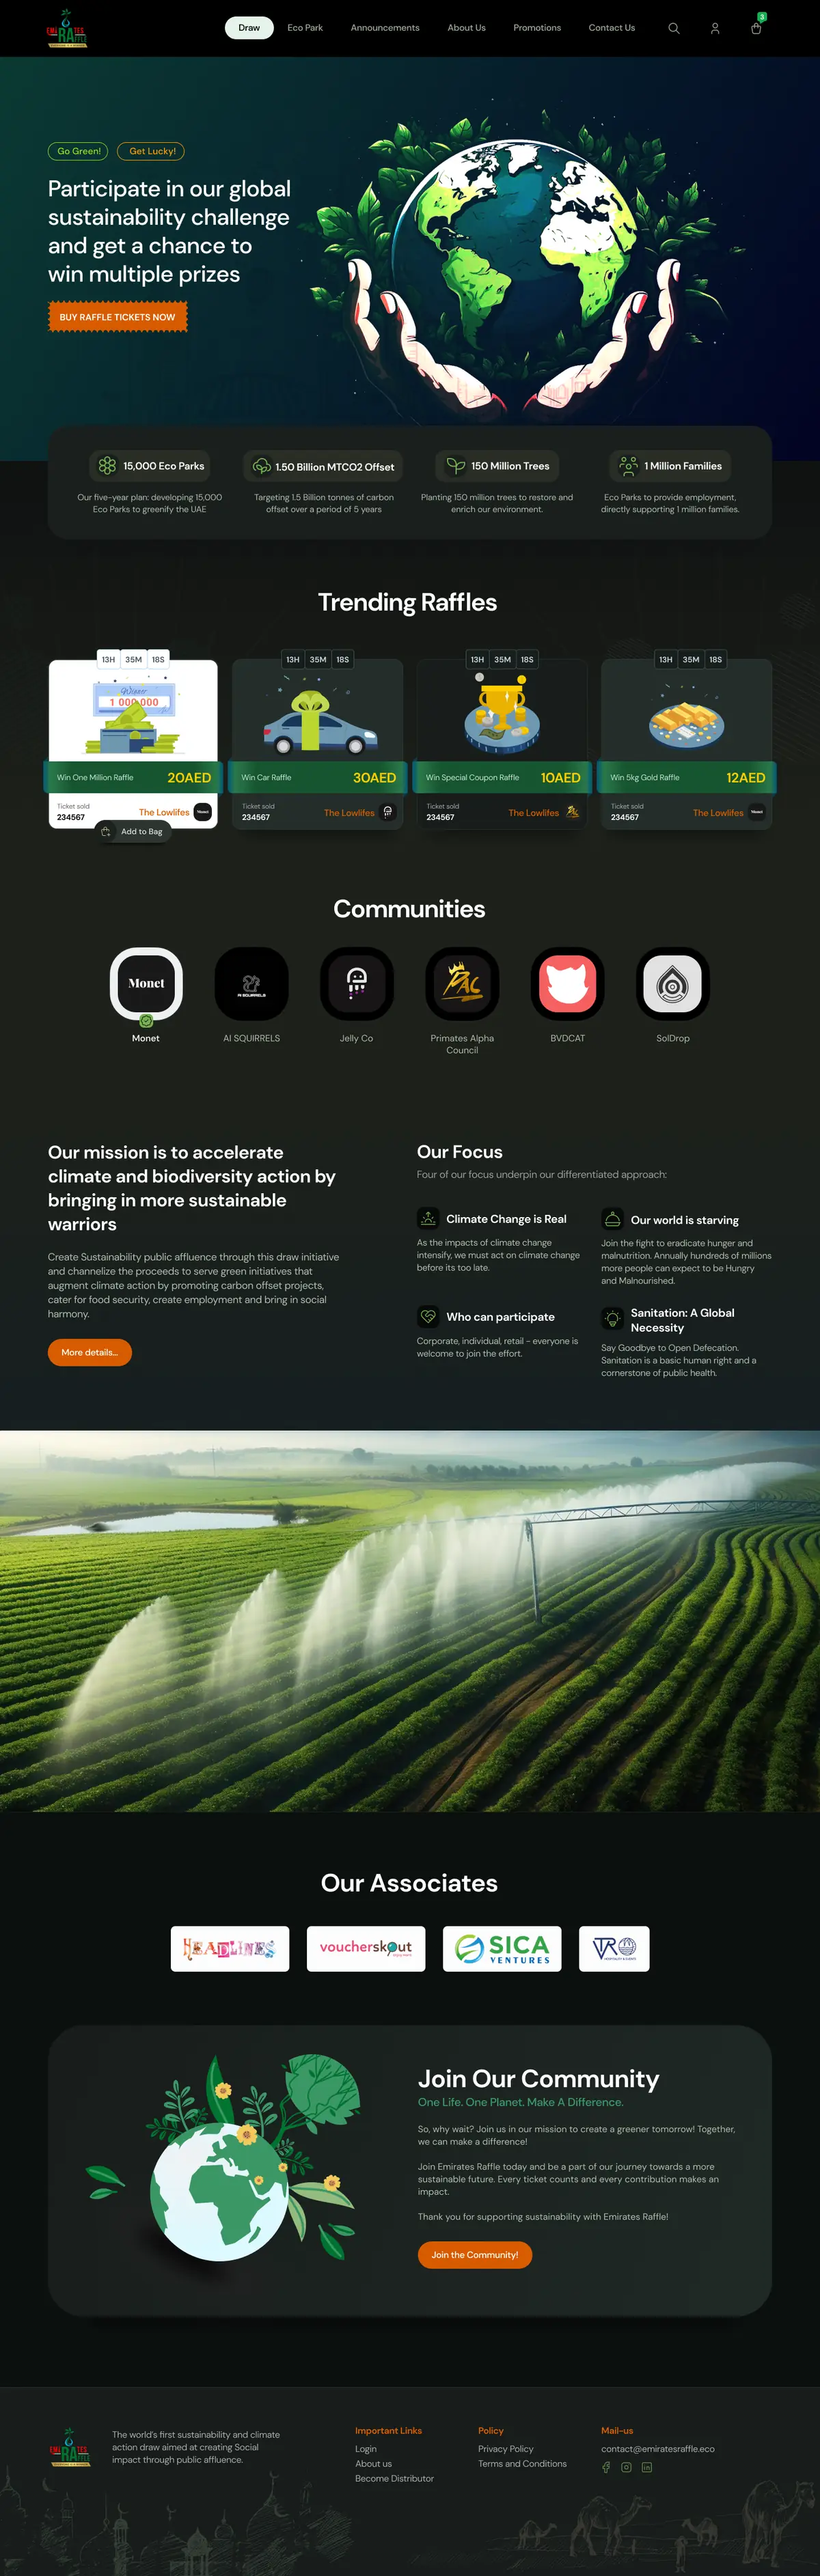 EMIRATES
RAFFLE
Draw
Eco Park
Announcements
About Us
Promotions
Contact Us
3
Go Green!
Get Lucky!
Participate in our global
sustainability challenge
and get a chance to
win multiple prizes
BUY RAFFLE TICKETS NOW
15,000 Eco Parks
Our five-year plan: developing 15,000
Eco Parks to greenify the UAE
1.50 Billion MTCO2 Offset
Targeting 1.5 Billion tonnes of carbon
offset over a period of 5 years
150 Million Trees
Planting 150 million trees to restore and
enrich our environment.
1 Million Families
Eco Parks to provide employment,
directly supporting 1 million families.
Trending Raffles
13H 35M 18S
Winner
1 000 000
Win One Million Raffle 20AED
Ticket sold
234567
The Lowlifes
Monet
Add to Bag
13H 35M 18S
Win Car Raffle 30AED
Ticket sold
234567
The Lowlifes
13H 35M 18S
Win Special Coupon Raffle 10AED
Ticket sold
234567
The Lowlifes
13H 35M 18S
Win 5kg Gold Raffle 12AED
Ticket sold
234567
The Lowlifes
Monet
Communities
Monet
Monet
AI SQUIRRELS
AI SQUIRRELS
Jelly Co
PAC
Primates Alpha
Council
BVDCAT
SolDrop
Our mission is to accelerate
climate and biodiversity action by
bringing in more sustainable
warriors
Create Sustainability public affluence through this draw initiative
and channelize the proceeds to serve green initiatives that
augment climate action by promoting carbon offset projects,
cater for food security, create employment and bring in social
harmony.
More details...
Our Focus
Four of our focus underpin our differentiated approach:
Climate Change is Real
As the impacts of climate change
intensify, we must act on climate change
before its too late.
Our world is starving
Join the fight to eradicate hunger and
malnutrition. Annually hundreds of millions
more people can expect to be Hungry
and Malnourished.
Who can participate
Corporate, individual, retail - everyone is
welcome to join the effort.
Sanitation: A Global
Necessity
Say Goodbye to Open Defecation.
Sanitation is a basic human right and a
cornerstone of public health.
Our Associates
HEADLINES
voucherskout
SICA
VENTURES
TRO
HOSPITALITY & EVENTS
Join Our Community
One Life. One Planet. Make A Difference.
So, why wait? Join us in our mission to create a greener tomorrow! Together,
we can make a difference!
Join Emirates Raffle today and be a part of our journey towards a more
sustainable future. Every ticket counts and every contribution makes an
impact.
Thank you for supporting sustainability with Emirates Raffle!
Join the Community!
EMIRATES
RAFFLE
The world's first sustainability and climate
action draw aimed at creating Social
impact through public affluence.
Important Links
Login
About us
Become Distributor
Policy
Privacy Policy
Terms and Conditions
Mail-us
contact@emiratesraffle.eco